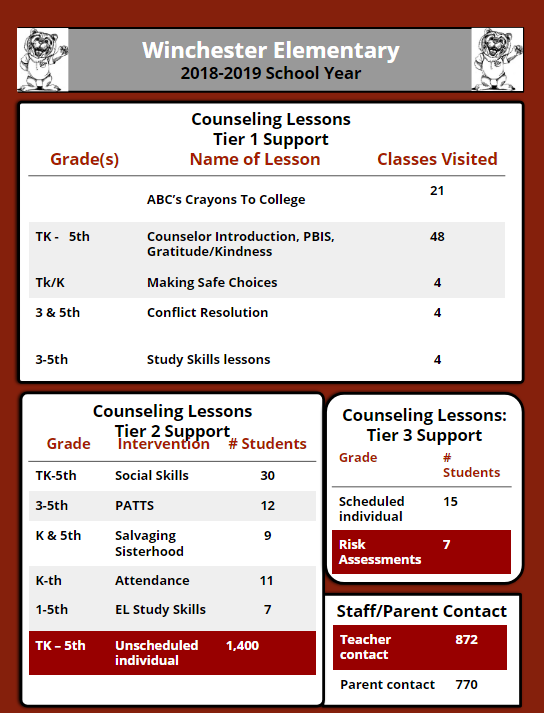 Winchester Elementary
2018-2019 School Year
Counseling Lessons
Tier 1 Support
Grade(s) Name of Lesson Classes Visited
ABC's Crayons To College 21
TK - 5th Counselor Introduction, PBIS, 48
Gratitude/Kindness
Tk/K Making Safe Choices 4
3 & 5th Conflict Resolution 4
3-5th Study Skills lessons 4
Counseling Lessons
Tier 2 Support
Grade Intervention # Students
TK-5th Social Skills 30
3-5th PATTS 12
K & 5th Salvaging 9
Sisterhood
K-th Attendance 11
1-5th EL Study Skills 7
TK – 5th Unscheduled 1,400
individual
Counseling Lessons:
Tier 3 Support
Grade #
Students
Scheduled 15
individual
Risk 7
Assessments
Staff/Parent Contact
Teacher 872
contact
Parent contact 770